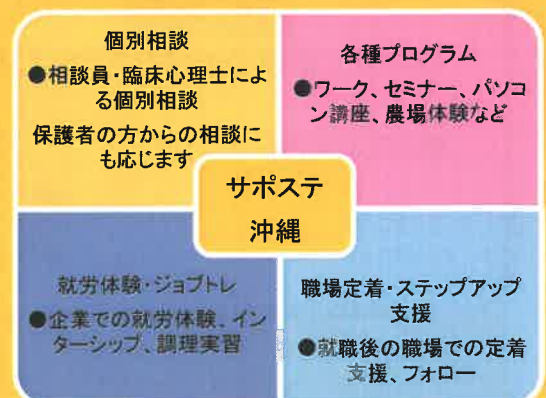 個別相談
●相談員・臨床心理士によ
る個別相談
保護者の方からの相談に
も応じます
各種プログラム
●ワーク、セミナー、パソコ
ン講座、農場体験など
サポステ
沖縄
就労体験・ジョブトレ
●企業での就労体験、イン
ターシップ、調理実習
職場定着・ステップアップ
支援
●就職後の職場での定着
支援、フォロー